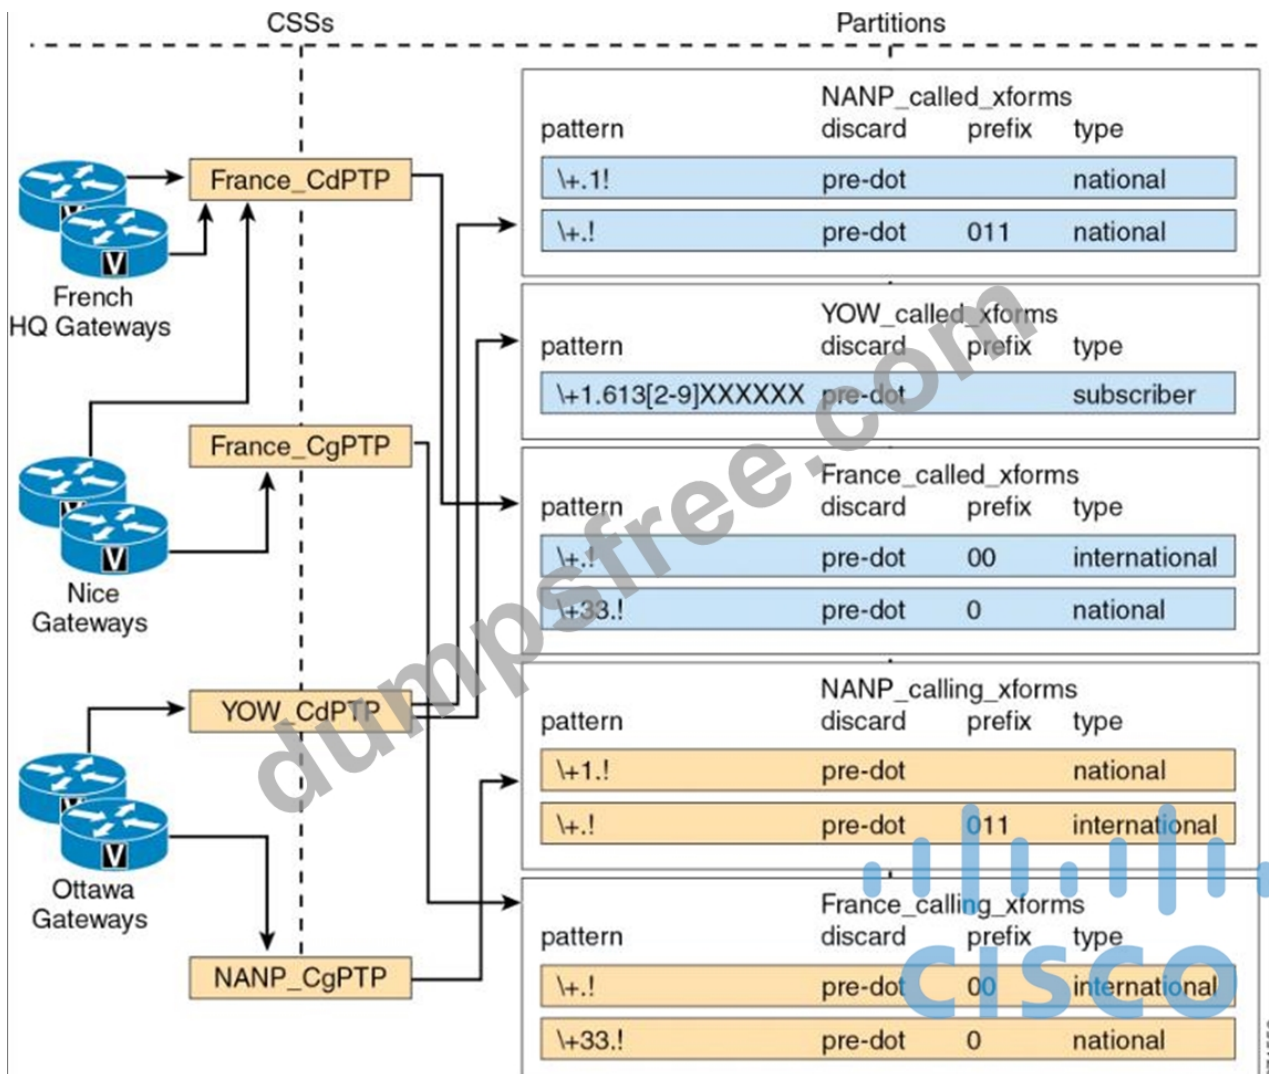 CSSs Partitions
NANP_called_xforms
pattern discard prefix type
\+.1! pre-dot national
\+.! pre-dot 011 national
France_CdPTP
V
V
French
HQ Gateways
YOW_called_xforms
pattern discard prefix type
\+1.613[2-9]XXXXXX pre-dot subscriber
France_CgPTP
V
V
Nice
Gateways
France_called_xforms
pattern discard prefix type
\+.! pre-dot 00 international
\+33.! pre-dot 0 national
YOW_CdPTP
V
V
Ottawa
Gateways
NANP_calling_xforms
pattern discard prefix type
\+1.! pre-dot national
\+.! pre-dot 011 international
NANP_CgPTP
France_calling_xforms
pattern discard prefix type
\+.! pre-dot 00 international
\+33.! pre-dot 0 national
dumpsfree.com
CISCO